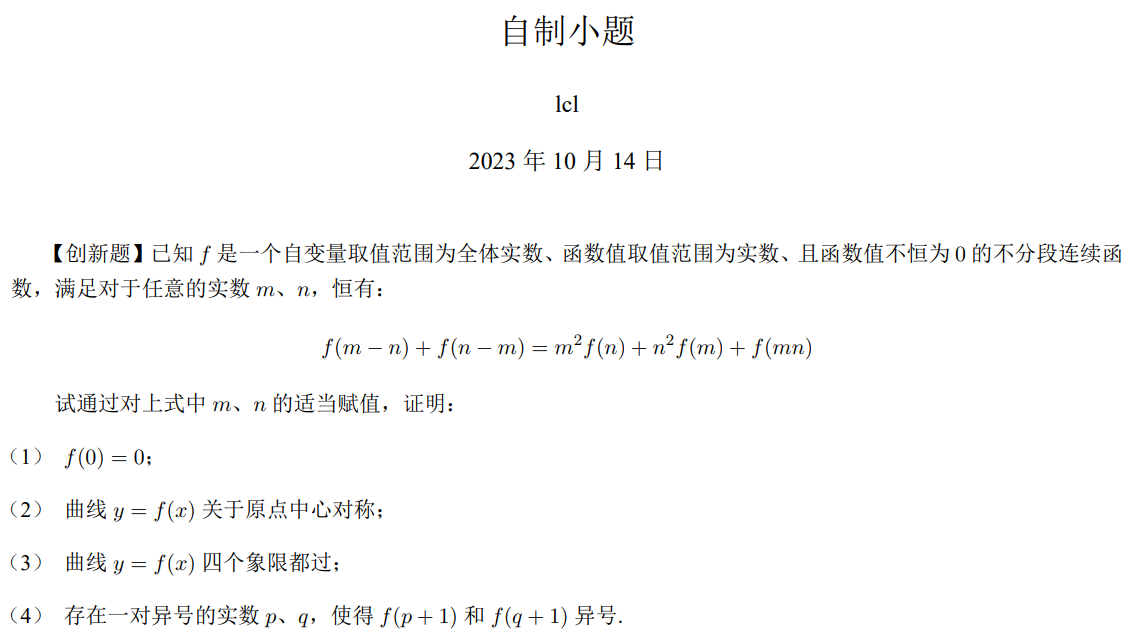 自制小题
lcl
2023 年 10 月 14 日
【创新题】已知 f 是一个自变量取值范围为全体实数、函数值取值范围为实数、且函数值不恒为 0 的不分段连续函
数，满足对于任意的实数 m、n，恒有：
f(m − n) + f(n − m) = m²f(n) + n²f(m) + f(mn)
试通过对上式中 m、n 的适当赋值，证明：
（1） f(0) = 0；
（2） 曲线 y = f(x) 关于原点中心对称；
（3） 曲线 y = f(x) 四个象限都过；
（4） 存在一对异号的实数 p、q，使得 f(p + 1) 和 f(q + 1) 异号.